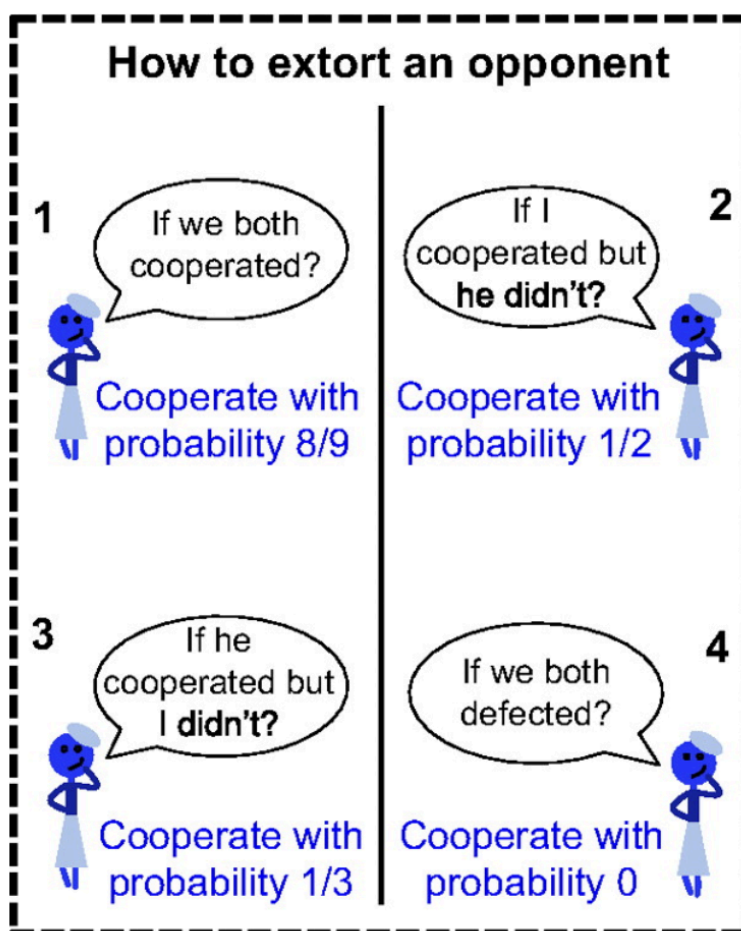 How to extort an opponent
1
If we both
cooperated?
Cooperate with
probability 8/9
2
If I
cooperated but
he didn't?
Cooperate with
probability 1/2
3
If he
cooperated but
I didn't?
Cooperate with
probability 1/3
4
If we both
defected?
Cooperate with
probability 0